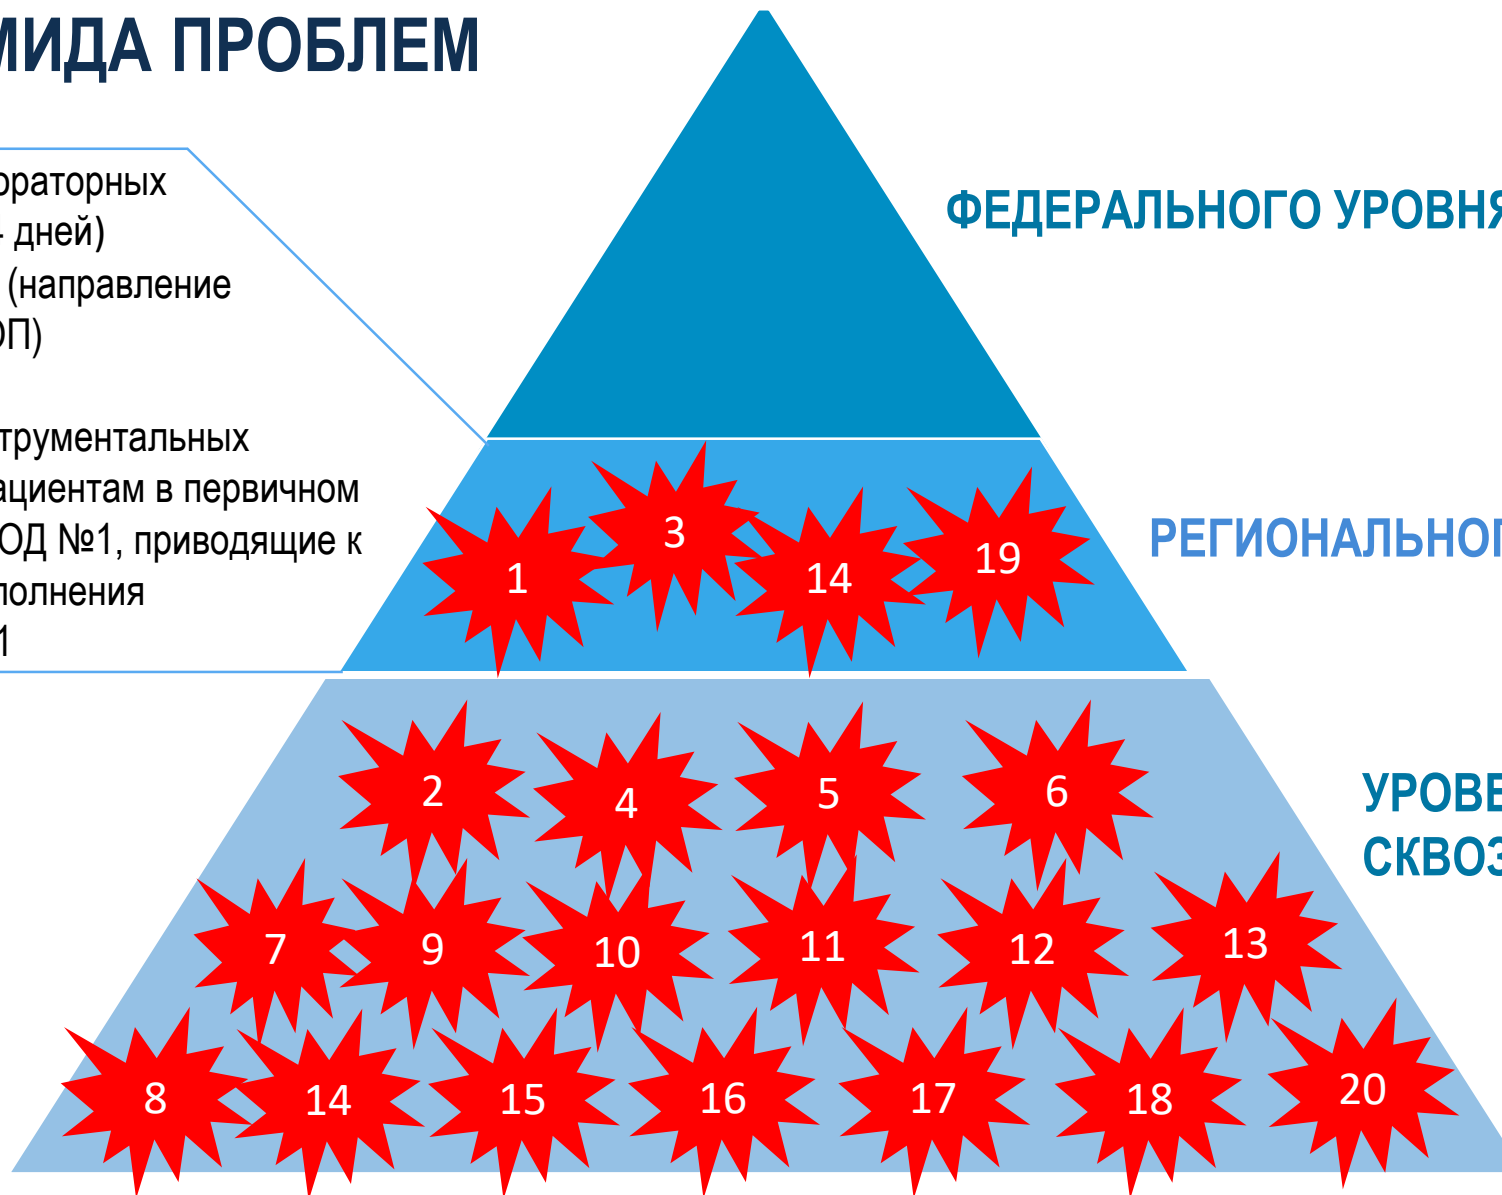 МИДА ПРОБЛЕМ
ораторных
дней)
(направление
ОП)
трументальных
ациентам в первичном
ОД №1, приводящие к
полнения
1
ФЕДЕРАЛЬНОГО УРОВНЯ
1
3
14
19
РЕГИОНАЛЬНОГ
2
4
5
6
УРОВЕ
СКВОЗ
7
9
10
11
12
13
8
14
15
16
17
18
20